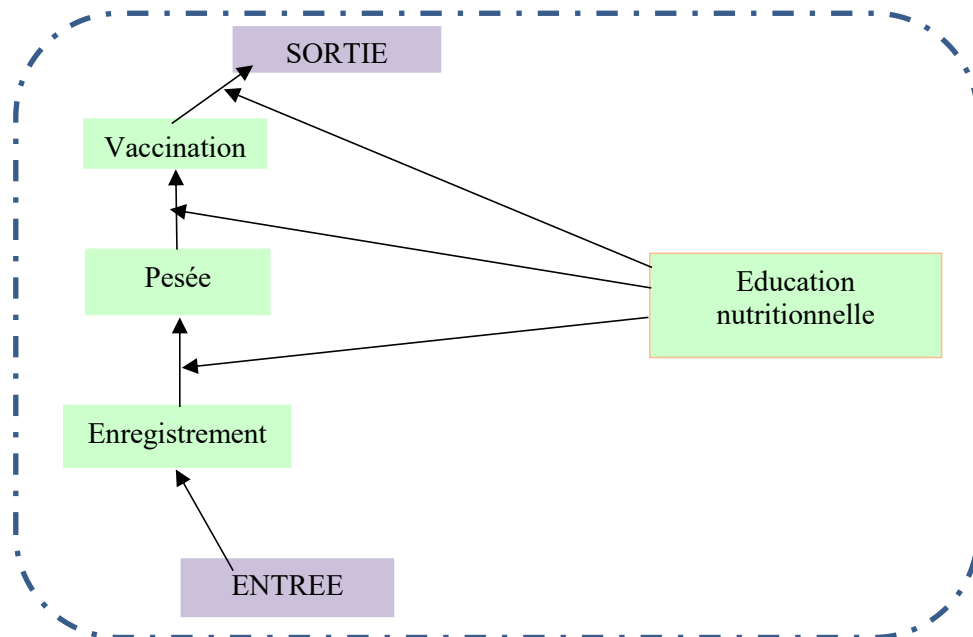 SORTIE
Vaccination
Pesée
Education
nutritionnelle
Enregistrement
ENTREE